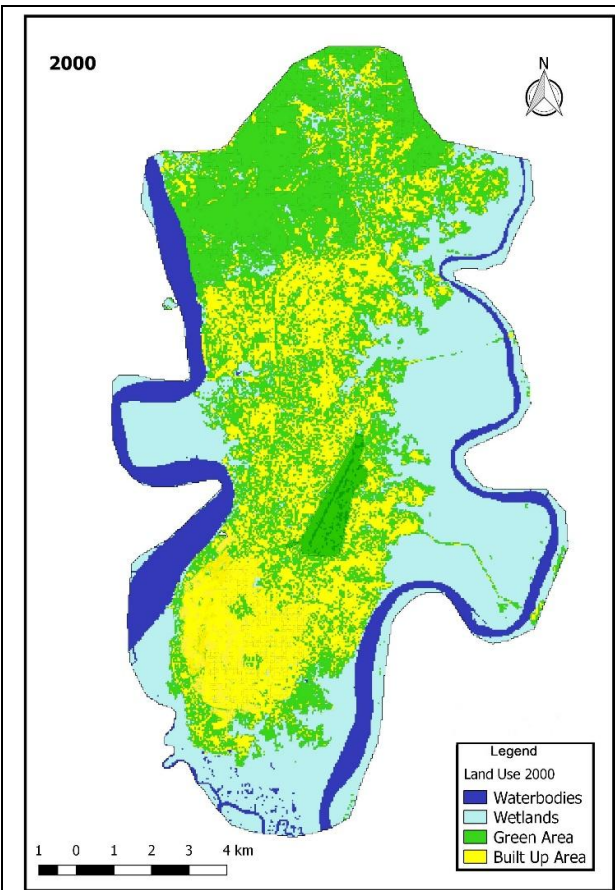 2000
N
Legend
Land Use 2000
Waterbodies
Wetlands
Green Area
Built Up Area
1 0 1 2 3 4 km